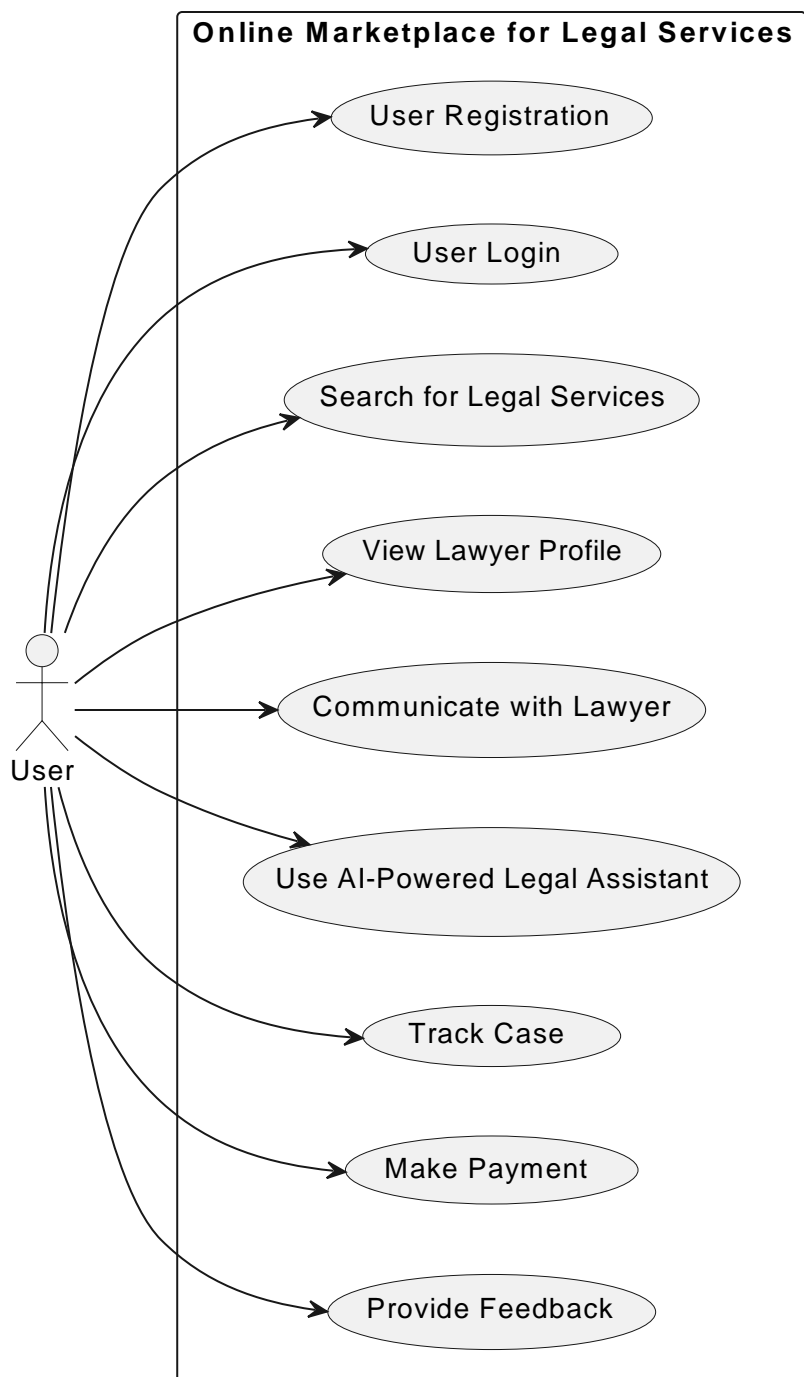 Online Marketplace for Legal Services
User Registration
User Login
Search for Legal Services
View Lawyer Profile
Communicate with Lawyer
User
Use AI-Powered Legal Assistant
Track Case
Make Payment
Provide Feedback